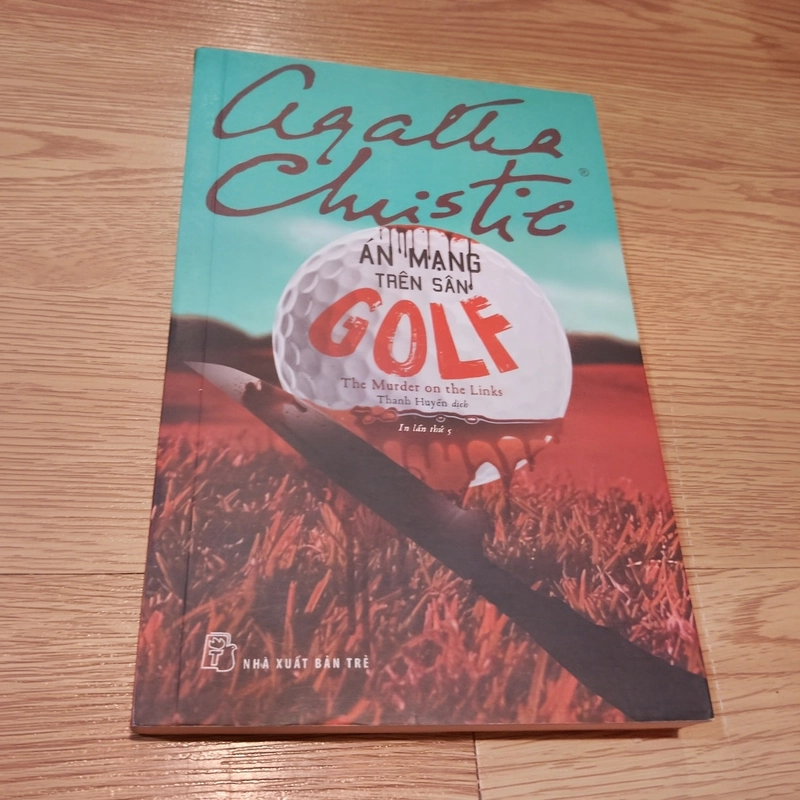 Agatha
Christie®
ÁN MẠNG
TRÊN SÂN
GOLF
The Murder on the Links
Thanh Huyền dịch
In lần thứ 5
NHÀ XUẤT BẢN TRẺ